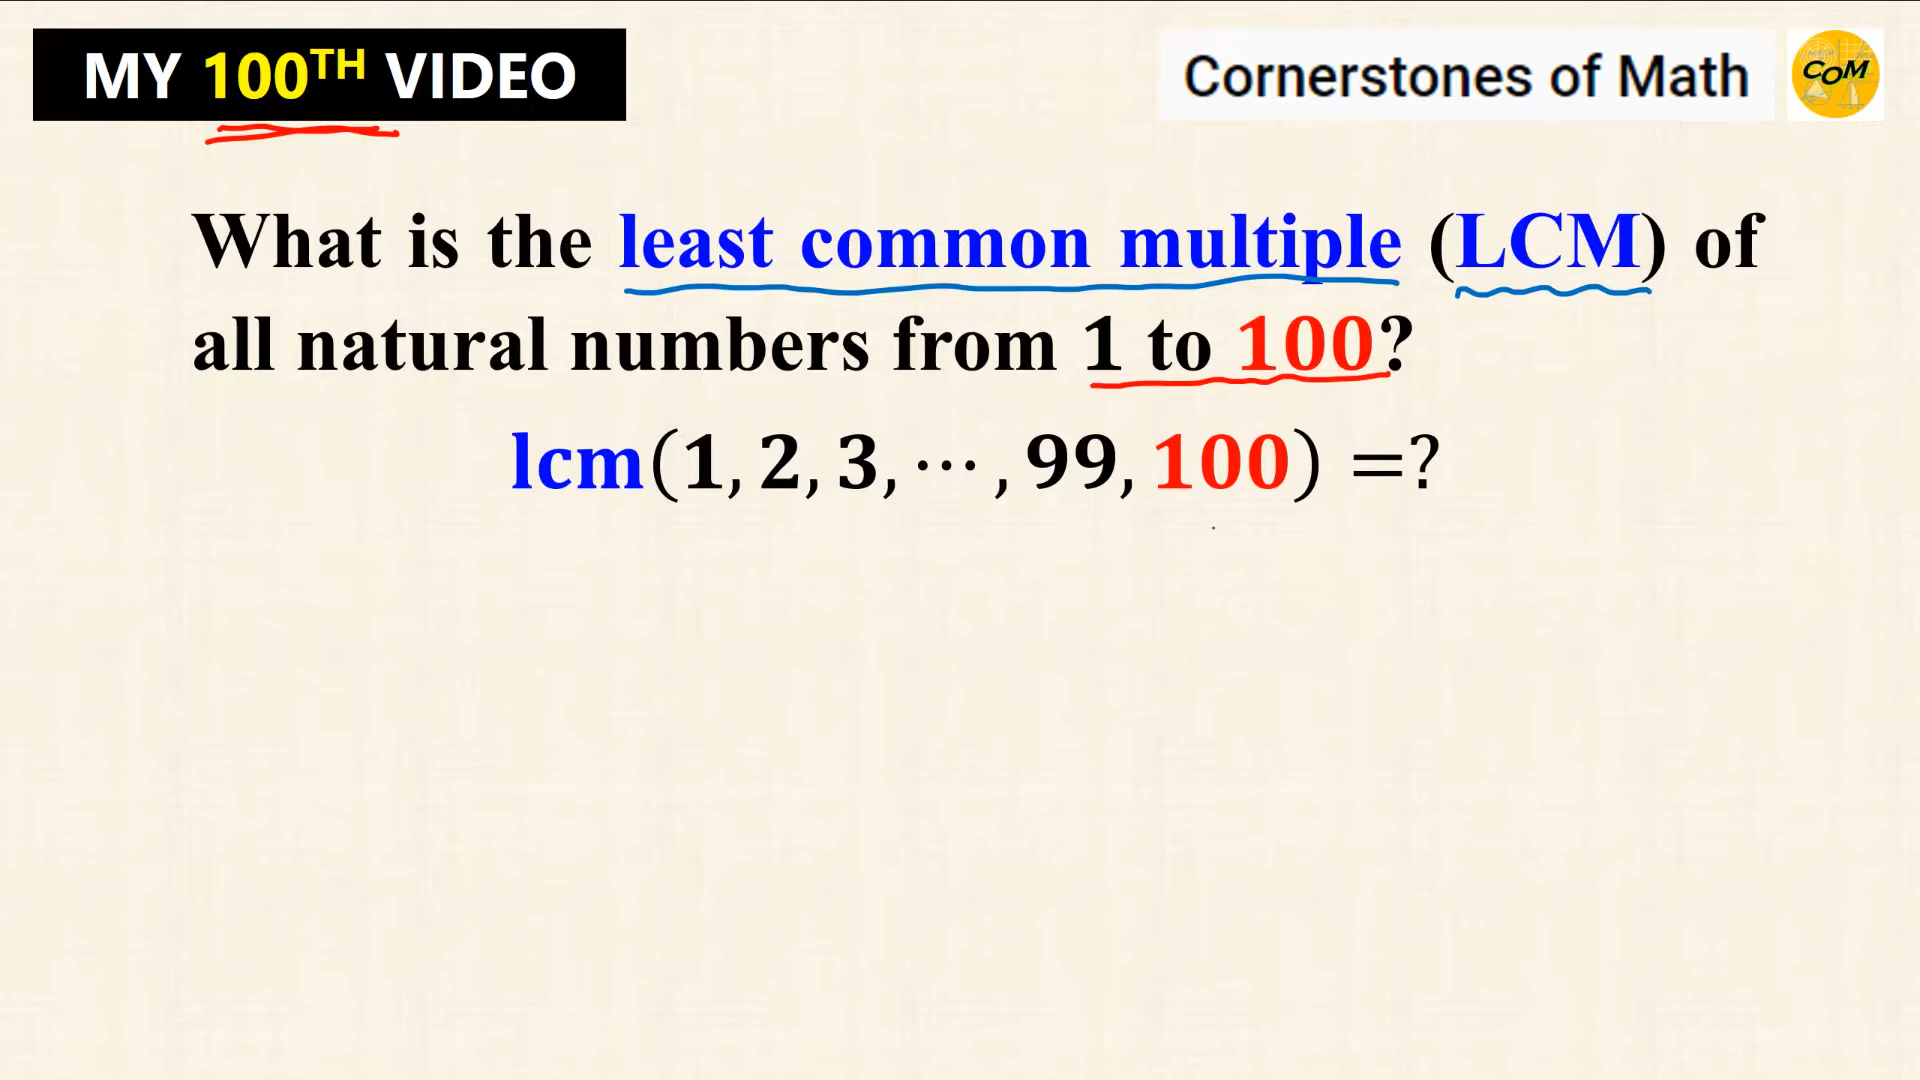 MY 100TH VIDEO
Cornerstones of Math
COM
What is the least common multiple (LCM) of
all natural numbers from 1 to 100?
lcm(1, 2, 3, ⋯, 99, 100) =?